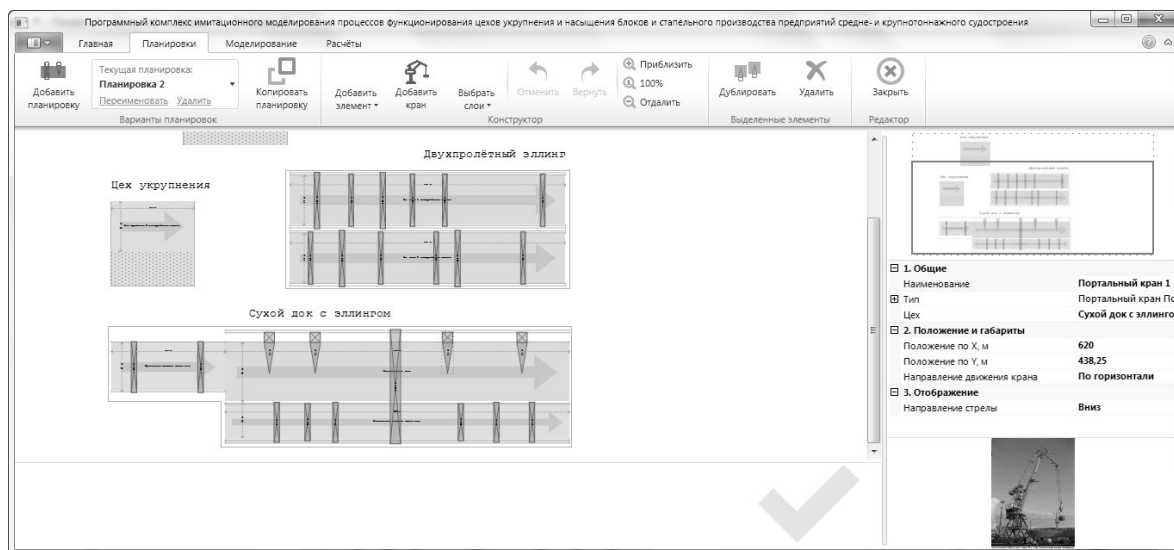 Программный комплекс имитационного моделирования процессов функционирования цехов укрупнения и насыщения блоков и стапельного производства предприятий средне- и крупнотоннажного судостроения
Главная Планировки Моделирование Расчёты
Добавить планировку
Текущая планировка:
Планировка 2
Переименовать Удалить
Копировать планировку
Варианты планировок
Добавить элемент
Добавить кран
Выбрать слои
Отменить
Вернуть
Приблизить
100%
Отдалить
Конструктор
Дублировать
Удалить
Выделенные элементы
Закрыть
Редактор
Двухпролётный эллинг
Цех укрупнения
Сухой док с эллингом
1. Общие
Наименование Портальный кран 1
Тип Портальный кран По
Цех Сухой док с эллинго
2. Положение и габариты
Положение по X, м 620
Положение по Y, м 438,25
Направление движения крана По горизонтали
3. Отображение
Направление стрелы Вниз